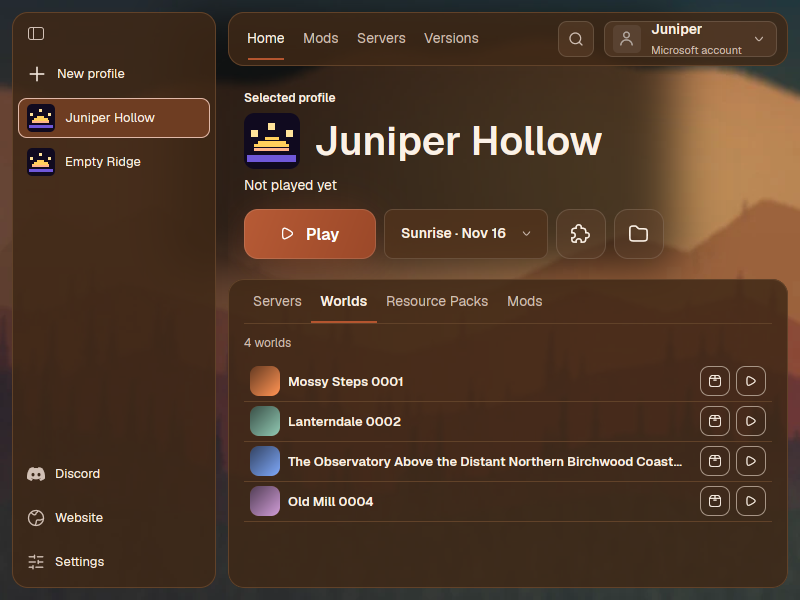 New profile
Juniper Hollow
Empty Ridge
Discord
Website
Settings
Home Mods Servers Versions
Juniper
Microsoft account
Selected profile
Juniper Hollow
Not played yet
Play
Sunrise · Nov 16
Servers Worlds Resource Packs Mods
4 worlds
Mossy Steps 0001
Lanterndale 0002
The Observatory Above the Distant Northern Birchwood Coast...
Old Mill 0004